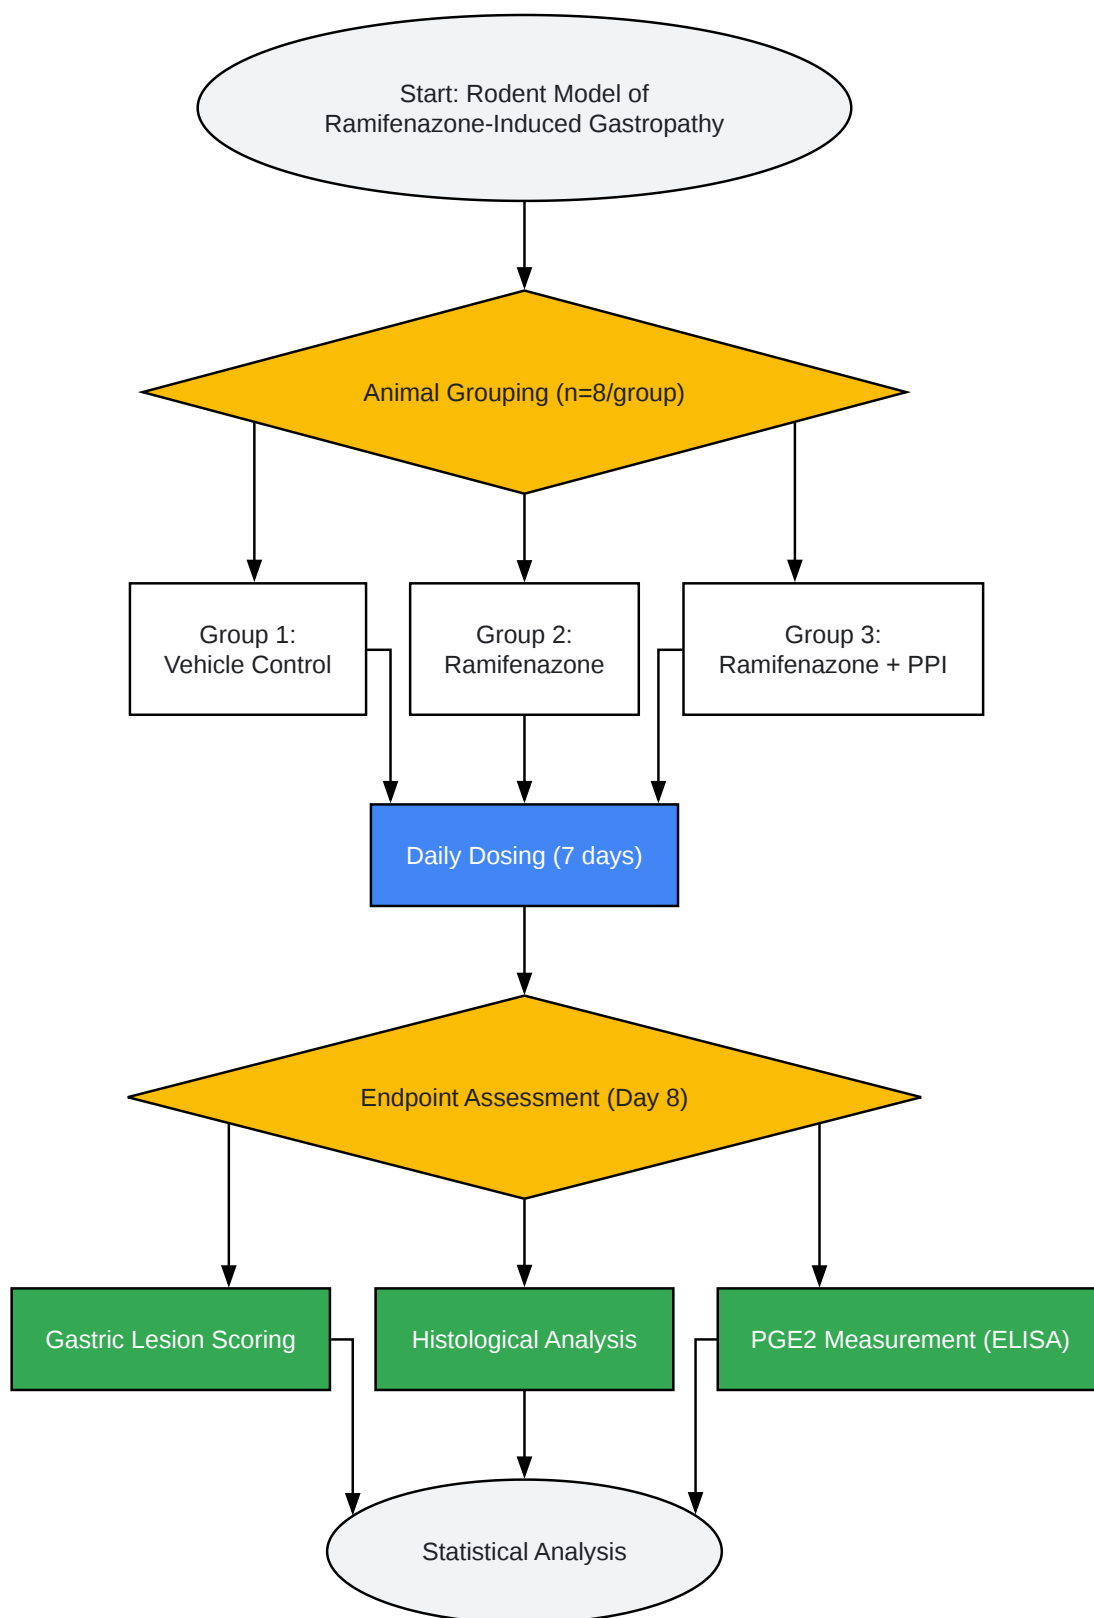 Start: Rodent Model of
Ramifenazone-Induced Gastropathy
Animal Grouping (n=8/group)
Group 1:
Vehicle Control
Group 2:
Ramifenazone
Group 3:
Ramifenazone + PPI
Daily Dosing (7 days)
Endpoint Assessment (Day 8)
Gastric Lesion Scoring
Histological Analysis
PGE2 Measurement (ELISA)
Statistical Analysis